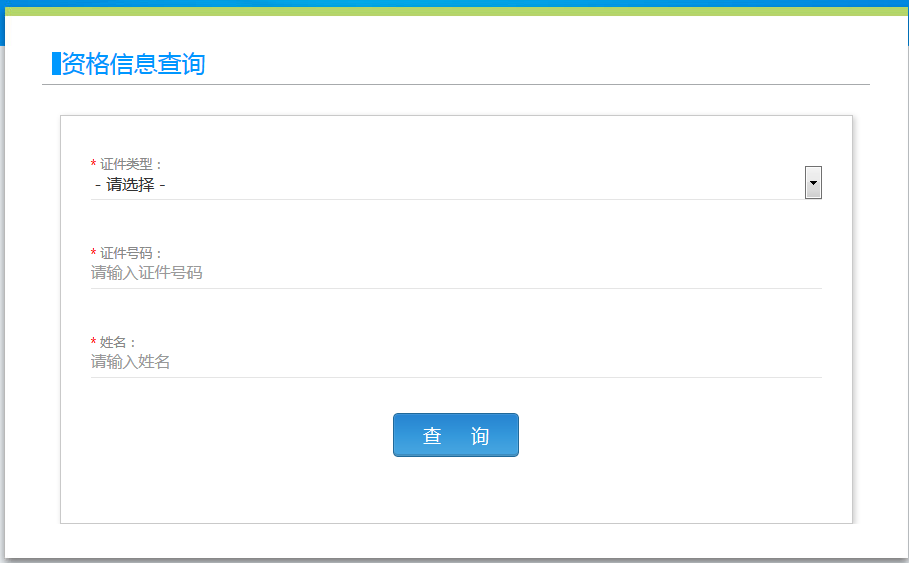 资格信息查询
* 证件类型：
- 请选择 -
* 证件号码：
请输入证件号码
* 姓名：
请输入姓名
查 询